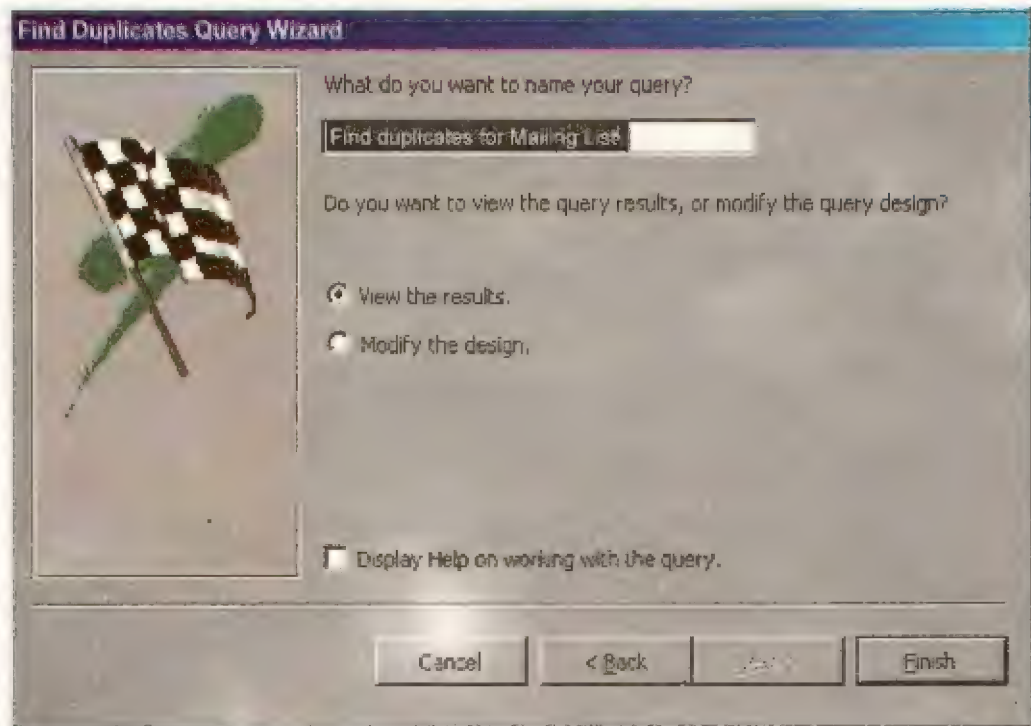 Find Duplicates Query Wizard
What do you want to name your query?
Find duplicates for Mailing List
Do you want to view the query results, or modify the query design?
View the results.
Modify the design.
Display Help on working with the query.
Cancel
< Back
Finish